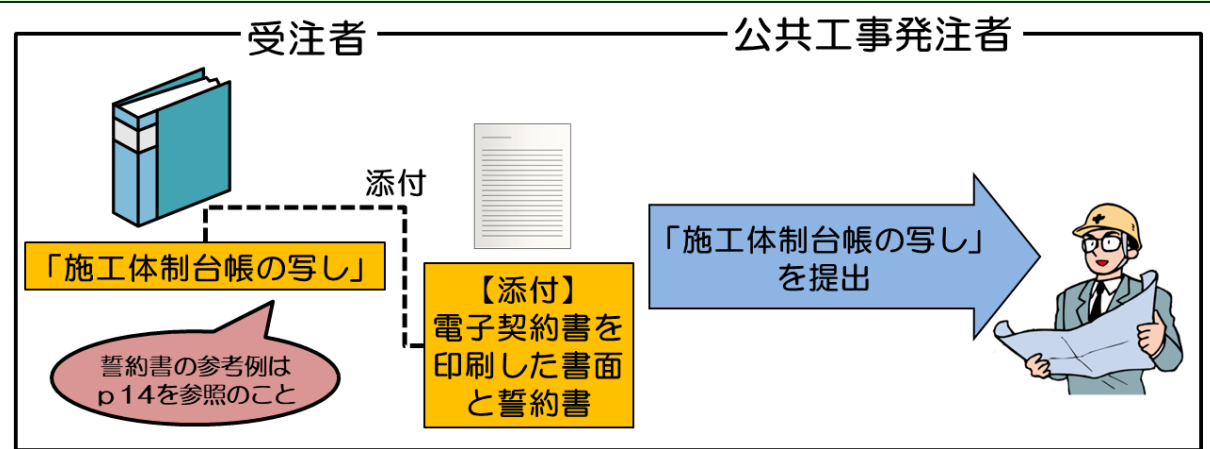 受注者
公共工事発注者
添付
「施工体制台帳の写し」
【添付】
電子契約書を
印刷した書面
と誓約書
誓約書の参考例は
p14を参照のこと
「施工体制台帳の写し」
を提出